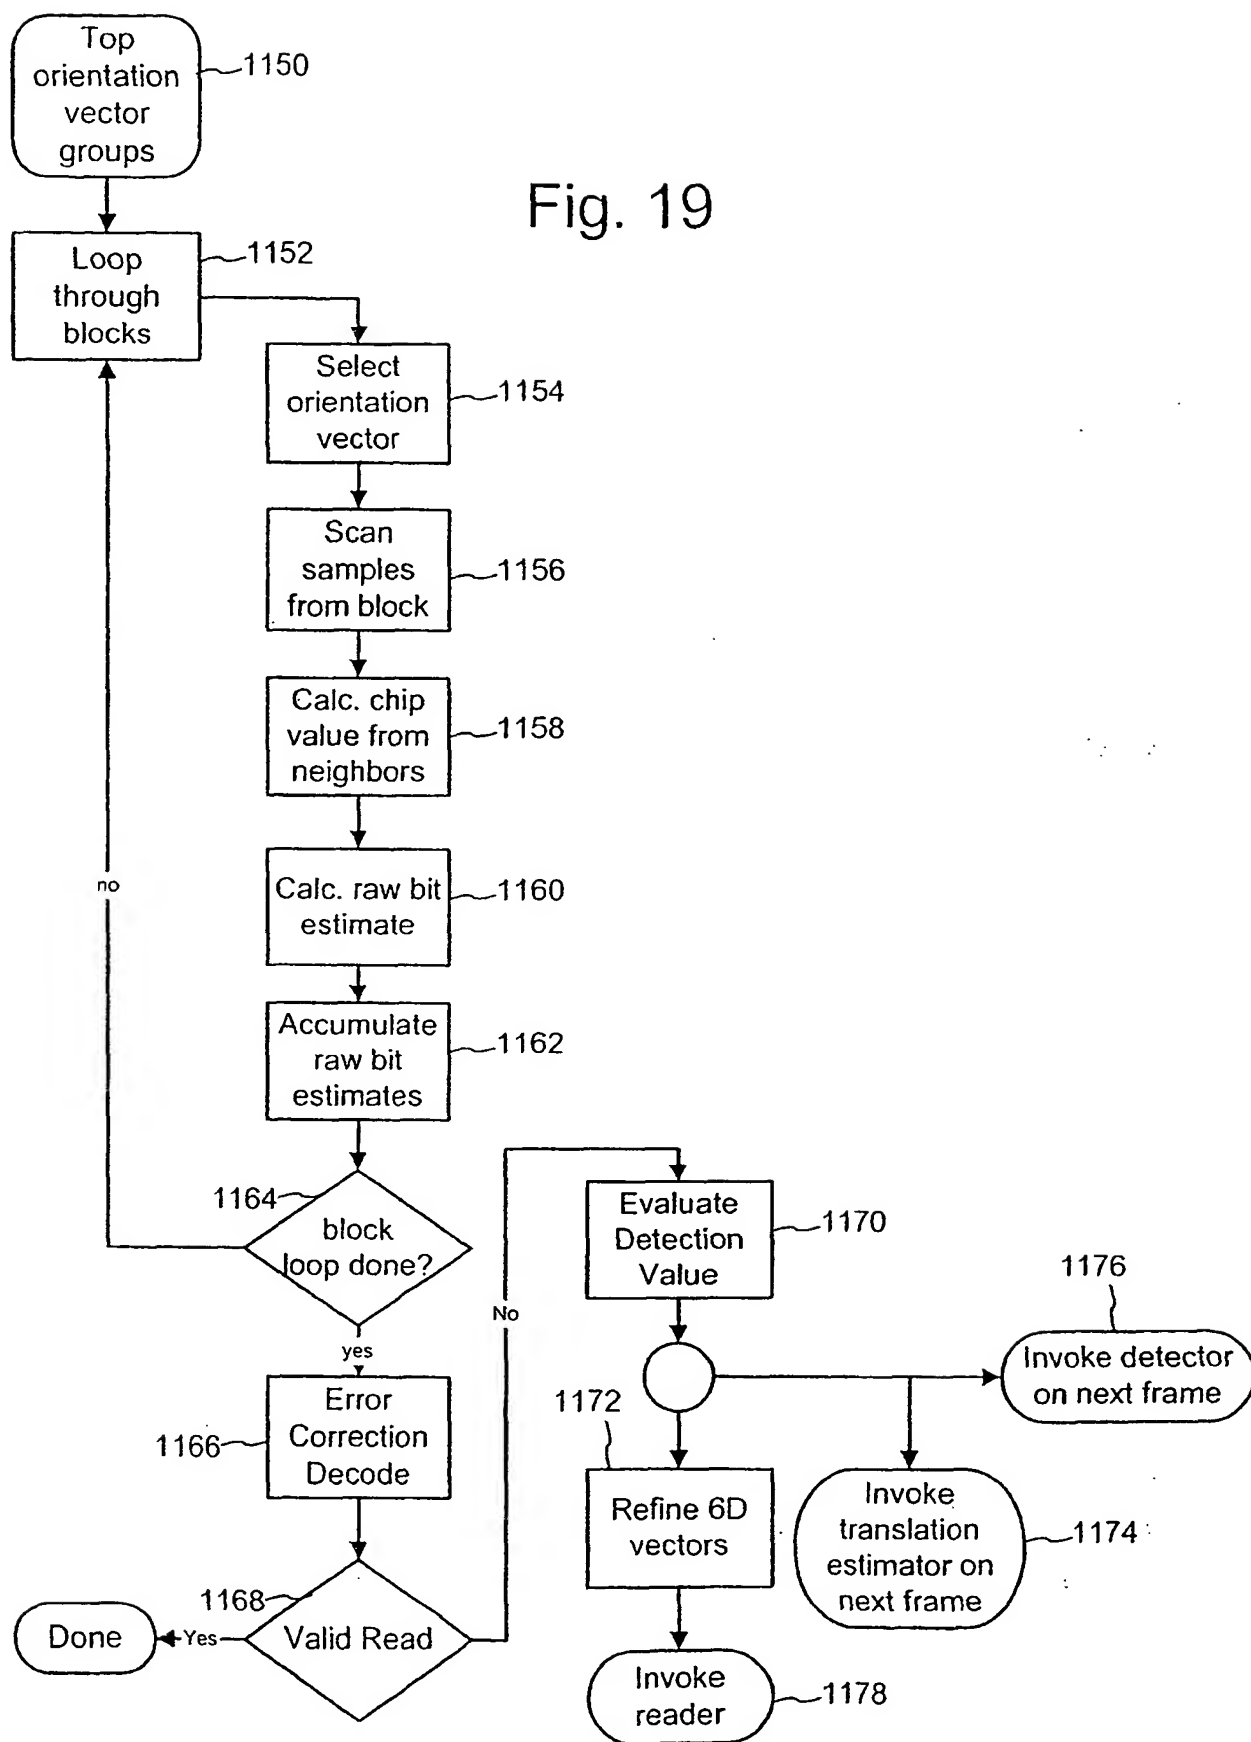 Top
orientation
vector
groups
1150
Fig. 19
Loop
through
blocks
1152
Select
orientation
vector
1154
Scan
samples
from block
1156
Calc. chip
value from
neighbors
1158
no
Calc. raw bit
estimate
1160
Accumulate
raw bit
estimates
1162
1164
block
loop done?
yes
Error
Correction
Decode
1166
1168
Valid Read
Yes
Done
No
Evaluate
Detection
Value
1170
1176
Invoke detector
on next frame
1172
Refine 6D
vectors
Invoke
translation
estimator on
next frame
1174
Invoke
reader
1178